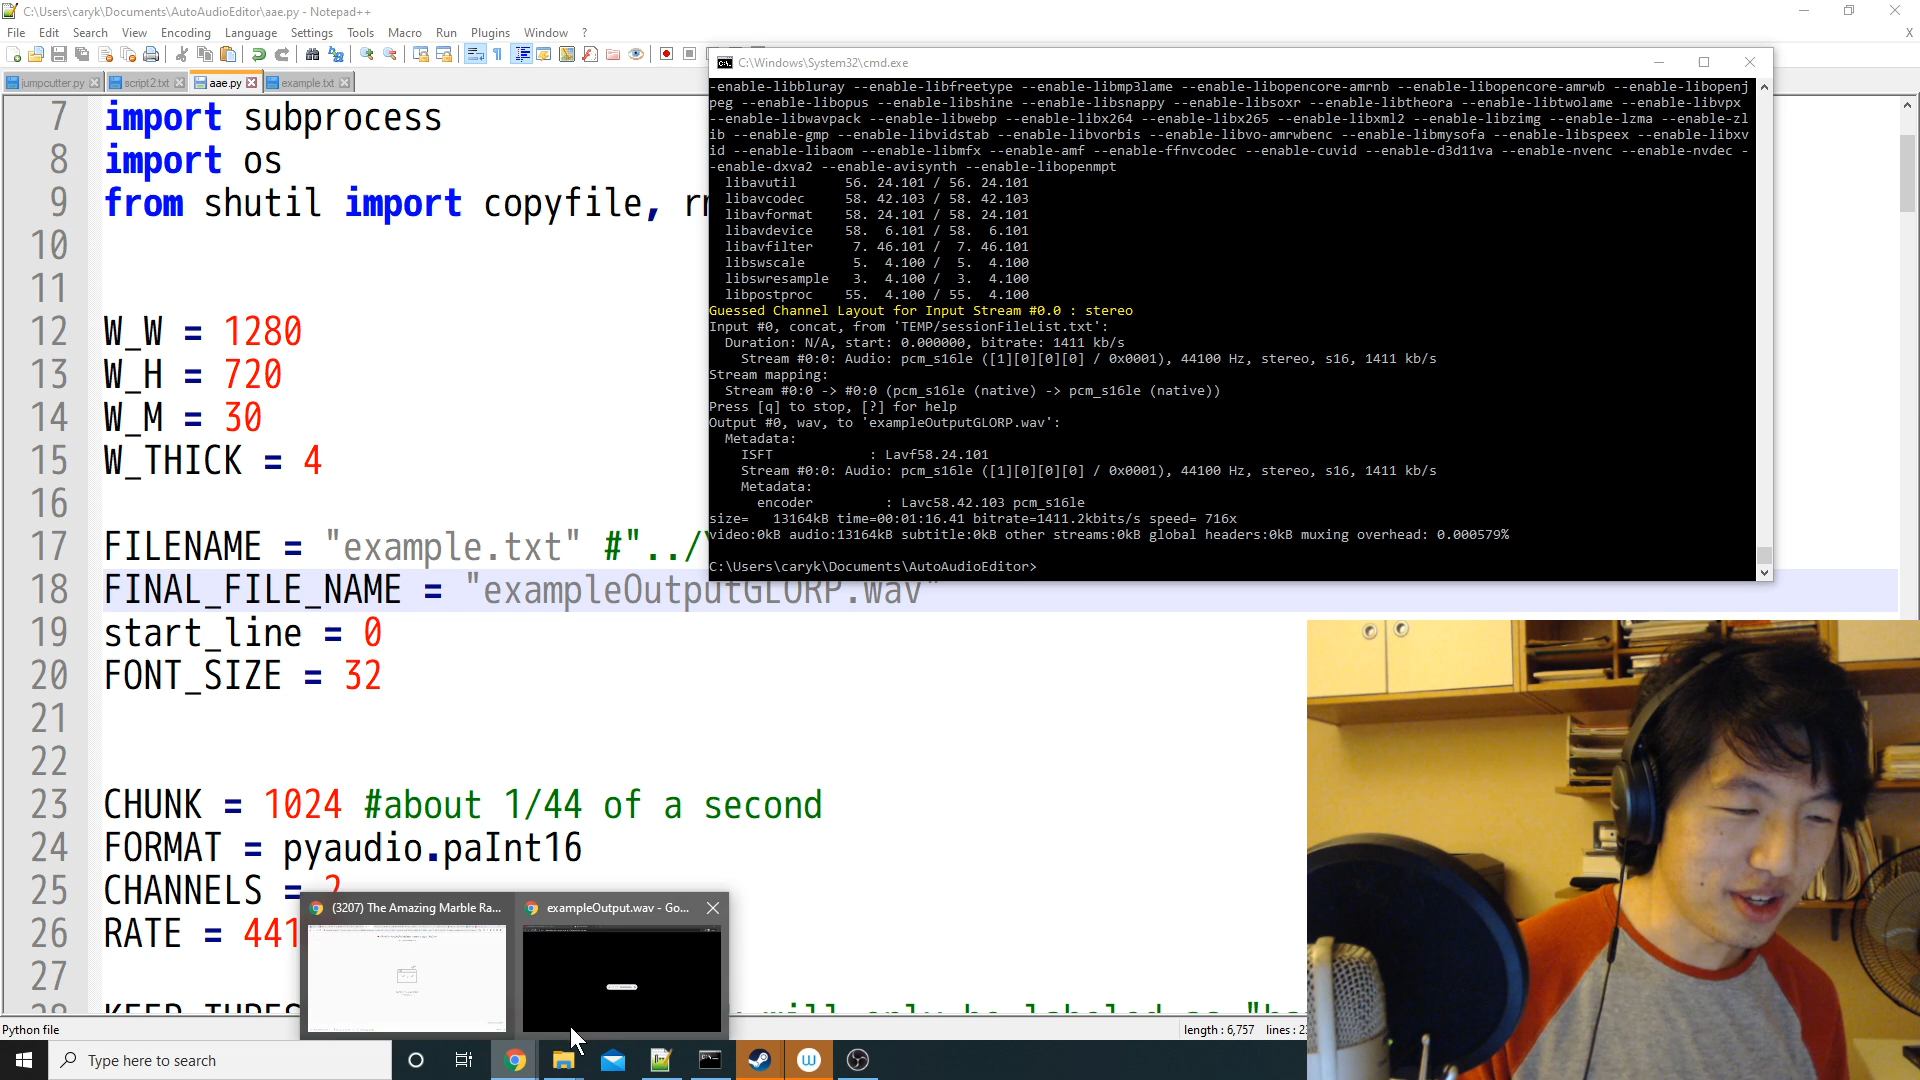 C:\Users\caryk\Documents\AutoAudioEditor\aae.py - Notepad++
File Edit Search View Encoding Language Settings Tools Macro Run Plugins Window ?
X
jumpcutter.py script2.txt aae.py example.txt
7 import subprocess
8 import os
9 from shutil import copyfile,
10
11
12 W_W = 1280
13 W_H = 720
14 W_M = 30
15 W_THICK = 4
16
17 FILENAME = "example.txt" #"../
18 FINAL_FILE_NAME = "exampleOutputGLORP.wav"
19 start_line = 0
20 FONT_SIZE = 32
21
22
23 CHUNK = 1024 #about 1/44 of a second
24 FORMAT = pyaudio.paInt16
25 CHANNELS = 2
26 RATE = 441
27
C:\Windows\System32\cmd.exe
-enable-libbluray --enable-libfreetype --enable-libmp3lame --enable-libopencore-amrnb --enable-libopencore-amrwb --enable-libopenj
peg --enable-libopus --enable-libshine --enable-libsnappy --enable-libsoxr --enable-libtheora --enable-libtwolame --enable-libvpx
--enable-libwavpack --enable-libwebp --enable-libx264 --enable-libx265 --enable-libxml2 --enable-libzimg --enable-lzma --enable-zl
ib --enable-gmp --enable-libvidstab --enable-libvorbis --enable-libvo-amrwbenc --enable-libmysofa --enable-libspeex --enable-libxv
id --enable-libaom --enable-libmfx --enable-amf --enable-ffnvcodec --enable-cuvid --enable-d3d11va --enable-nvenc --enable-nvdec -
-enable-dxva2 --enable-avisynth --enable-libopenmpt
libavutil 56. 24.101 / 56. 24.101
libavcodec 58. 42.103 / 58. 42.103
libavformat 58. 24.101 / 58. 24.101
libavdevice 58. 6.101 / 58. 6.101
libavfilter 7. 46.101 / 7. 46.101
libswscale 5. 4.100 / 5. 4.100
libswresample 3. 4.100 / 3. 4.100
libpostproc 55. 4.100 / 55. 4.100
Guessed Channel Layout for Input Stream #0.0 : stereo
Input #0, concat, from 'TEMP/sessionFileList.txt':
Duration: N/A, start: 0.000000, bitrate: 1411 kb/s
Stream #0:0: Audio: pcm_s16le ([1][0][0][0] / 0x0001), 44100 Hz, stereo, s16, 1411 kb/s
Stream mapping:
Stream #0:0 -> #0:0 (pcm_s16le (native) -> pcm_s16le (native))
Press [q] to stop, [?] for help
Output #0, wav, to 'exampleOutputGLORP.wav':
Metadata:
ISFT : Lavf58.24.101
Stream #0:0: Audio: pcm_s16le ([1][0][0][0] / 0x0001), 44100 Hz, stereo, s16, 1411 kb/s
Metadata:
encoder : Lavc58.42.103 pcm_s16le
size= 13164kB time=00:01:16.41 bitrate=1411.2kbits/s speed= 716x
video:0kB audio:13164kB subtitle:0kB other streams:0kB global headers:0kB muxing overhead: 0.000579%
C:\Users\caryk\Documents\AutoAudioEditor>
(3207) The Amazing Marble Ra... exampleOutput.wav - Go...
28 KEEP_THRES will only be labeled as "ba
Python file length : 6,757 lines : 2
Type here to search